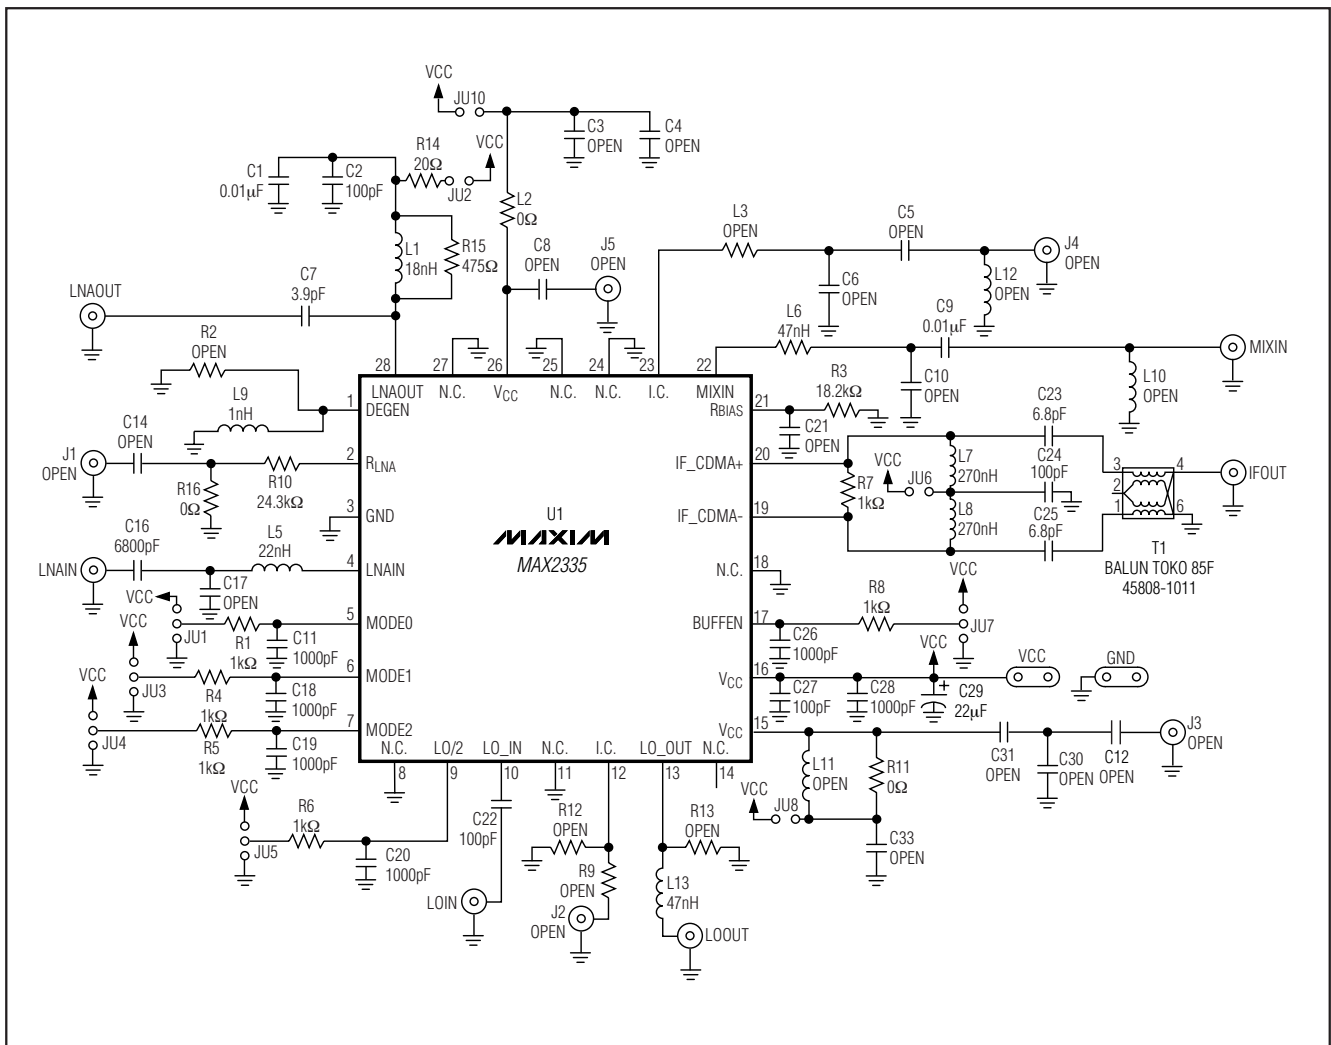 VCC
JU10
C3
OPEN
C4
OPEN
R14
20Ω
VCC
JU2
C1
0.01µF
C2
100pF
L2
0Ω
L3
OPEN
C5
OPEN
J4
OPEN
L1
18nH
R15
475Ω
C8
OPEN
J5
OPEN
C6
OPEN
L12
OPEN
LNAOUT
C7
3.9pF
L6
47nH
C9
0.01µF
MIXIN
R2
OPEN
C10
OPEN
L10
OPEN
28
27
26
25
24
23
22
LNAOUT
N.C.
VCC
N.C.
N.C.
I.C.
MIXIN
1
DEGEN
RBIAS
21
R3
18.2kΩ
L9
1nH
C21
OPEN
C23
6.8pF
J1
OPEN
C14
OPEN
2
RLNA
R10
24.3kΩ
R16
0Ω
IF_CDMA+
20
R7
1kΩ
VCC
JU6
L7
270nH
C24
100pF
3
4
2
1
6
IFOUT
3
GND
U1
MAXIM
MAX2335
IF_CDMA-
19
L8
270nH
C25
6.8pF
T1
BALUN TOKO 85F
45808-1011
LNAIN
C16
6800pF
L5
22nH
4
LNAIN
C17
OPEN
N.C.
18
VCC
JU1
R1
1kΩ
C11
1000pF
5
MODE0
BUFFEN
17
R8
1kΩ
VCC
JU7
C26
1000pF
VCC
JU3
R4
1kΩ
C18
1000pF
6
MODE1
VCC
16
C27
100pF
C28
1000pF
VCC
+
C29
22µF
VCC
GND
VCC
JU4
R5
1kΩ
C19
1000pF
7
MODE2
VCC
15
C31
OPEN
C30
OPEN
C12
OPEN
J3
OPEN
N.C.
LO/2
LO_IN
N.C.
I.C.
LO_OUT
N.C.
8
9
10
11
12
13
14
L11
OPEN
R11
0Ω
VCC
JU8
C33
OPEN
VCC
JU5
R6
1kΩ
C20
1000pF
C22
100pF
R12
OPEN
R13
OPEN
R9
OPEN
L13
47nH
LOIN
J2
OPEN
LOOUT